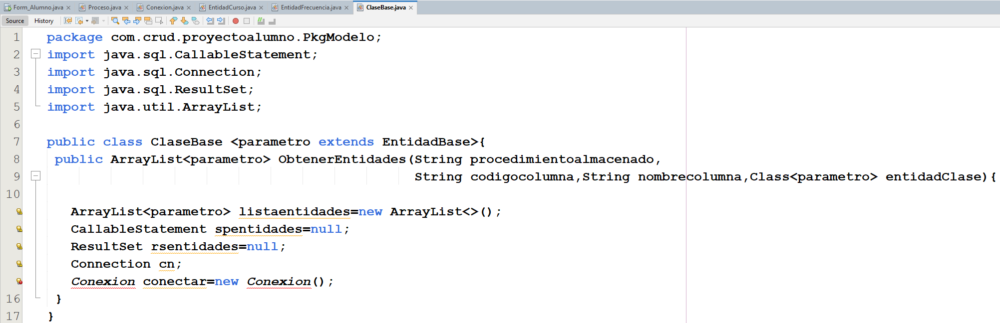 Form_Alumno.java Proceso.java Conexion.java EntidadCurso.java EntidadFrecuencia.java ClaseBase.java
Source History
1 package com.crud.proyectoalumno.PkgModelo;
2 import java.sql.CallableStatement;
3 import java.sql.Connection;
4 import java.sql.ResultSet;
5 import java.util.ArrayList;
6
7 public class ClaseBase <parametro extends EntidadBase>{
8 public ArrayList<parametro> ObtenerEntidades(String procedimientoalmacenado,
9 String codigocolumna,String nombrecolumna,Class<parametro> entidadClase){
10
ArrayList<parametro> listaentidades=new ArrayList<>();
CallableStatement spentidades=null;
ResultSet rsentidades=null;
Connection cn;
Conexion conectar=new Conexion();
16 }
17 }